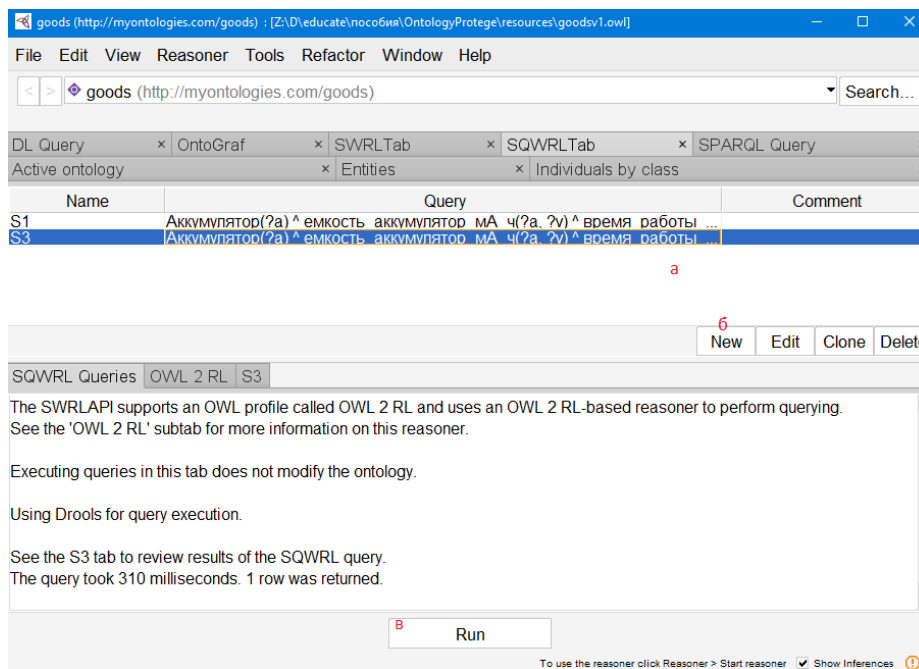 goods (http://myontologies.com/goods) : [Z:\D\educate\пособия\OntologyProtege\resources\goodsv1.owl]
File Edit View Reasoner Tools Refactor Window Help
< > goods (http://myontologies.com/goods) Search...
DL Query × OntoGraf × SWRLTab × SQWRLTab × SPARQL Query
Active ontology × Entities × Individuals by class
Name Query Comment
S1 Аккумулятор(?a) ^ емкость_аккумулятор_мА_ч(?a, ?v) ^ время_работы_...
S3 Аккумулятор(?a) ^ емкость_аккумулятор_мА_ч(?a, ?v) ^ время_работы_...
а
б
New Edit Clone Delet
SQWRL Queries OWL 2 RL S3
The SWRLAPI supports an OWL profile called OWL 2 RL and uses an OWL 2 RL-based reasoner to perform querying.
See the 'OWL 2 RL' subtab for more information on this reasoner.
Executing queries in this tab does not modify the ontology.
Using Drools for query execution.
See the S3 tab to review results of the SQWRL query.
The query took 310 milliseconds. 1 row was returned.
в
Run
To use the reasoner click Reasoner > Start reasoner Show Inferences